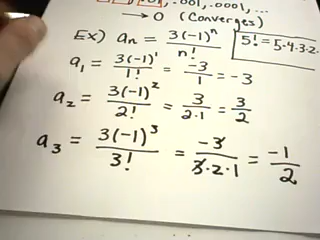 .01, .001, .0001, ...
→ 0 (Converges)
Ex) aₙ = 3(-1)ⁿ / n!
5! = 5·4·3·2
a₁ = 3(-1)¹ / 1! = -3 / 1 = -3
a₂ = 3(-1)² / 2! = 3 / 2·1 = 3 / 2
a₃ = 3(-1)³ / 3! = -3 / 3·2·1 = -1 / 2